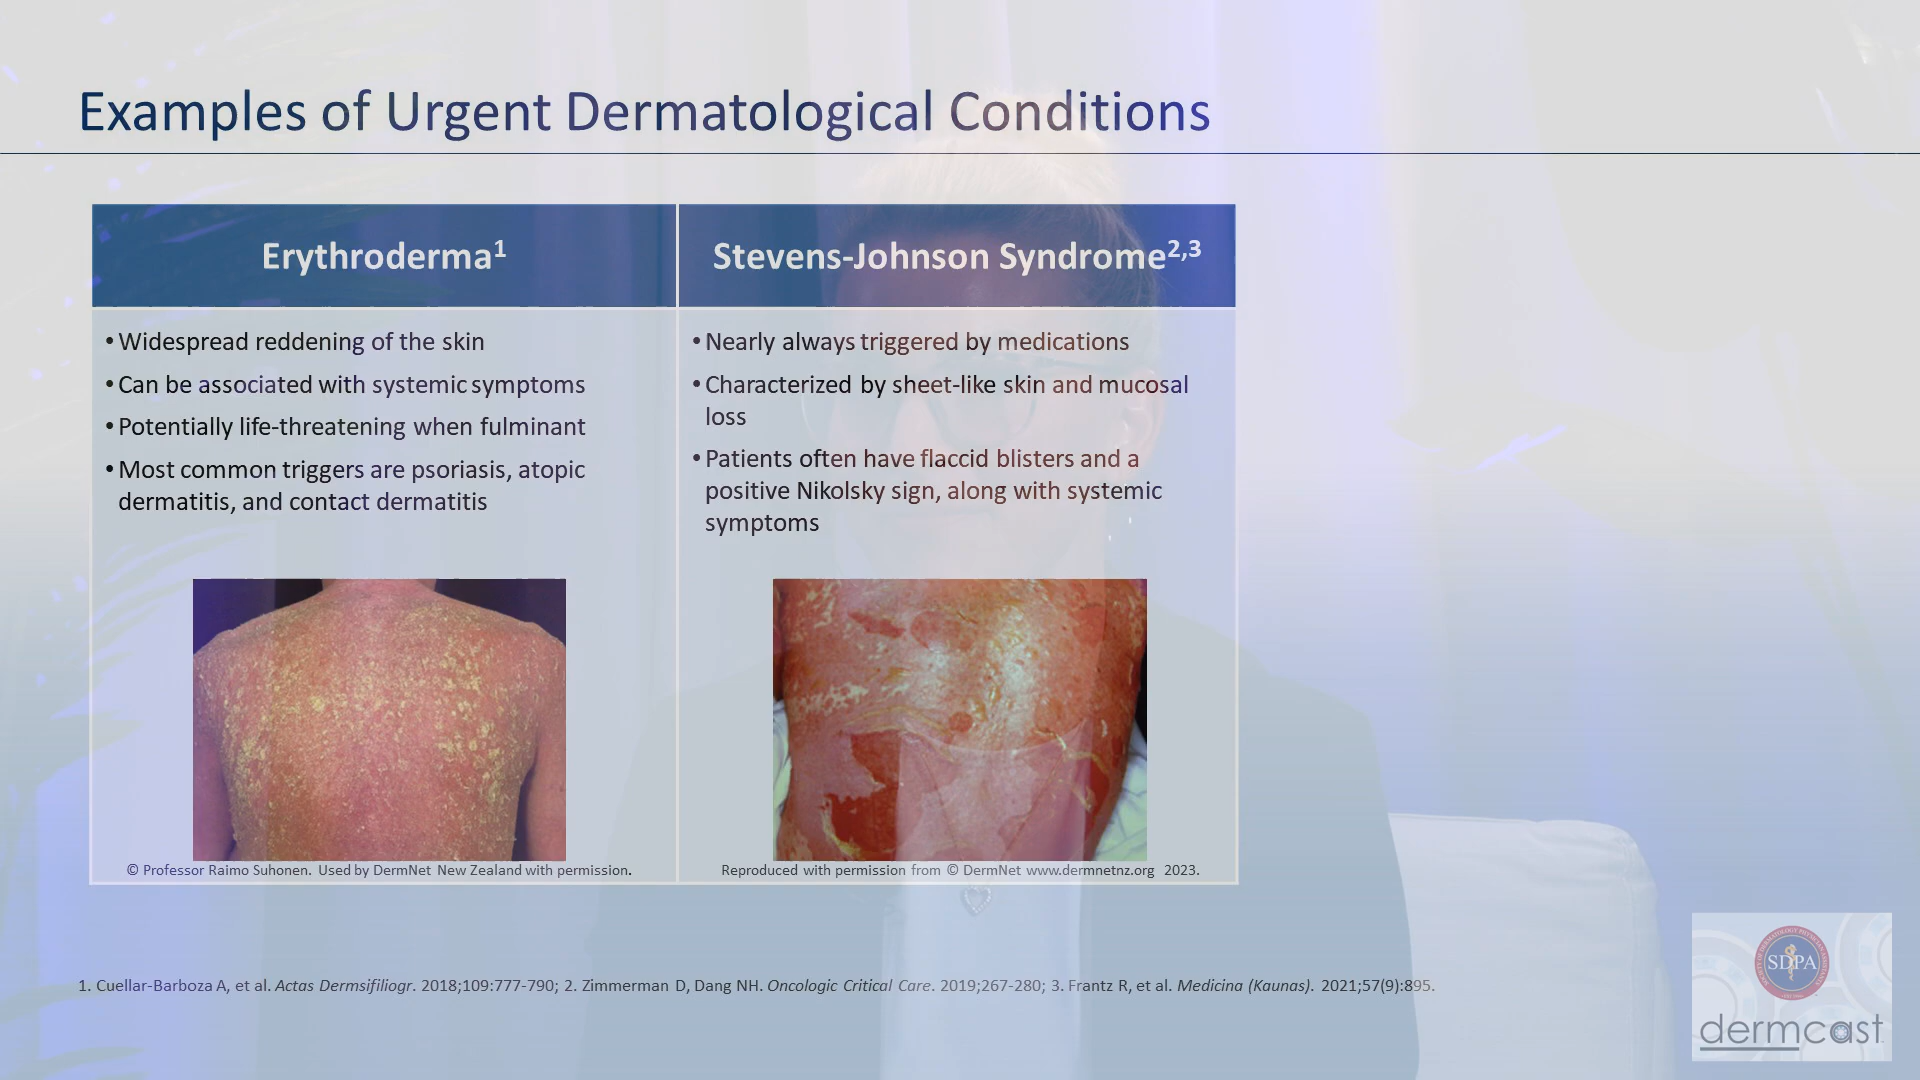 Examples of Urgent Dermatological Conditions
Erythroderma1
• Widespread reddening of the skin
• Can be associated with systemic symptoms
• Potentially life-threatening when fulminant
• Most common triggers are psoriasis, atopic
dermatitis, and contact dermatitis
© Professor Raimo Suhonen. Used by DermNet New Zealand with permission.
Stevens-Johnson Syndrome2,3
• Nearly always triggered by medications
• Characterized by sheet-like skin and mucosal
loss
• Patients often have flaccid blisters and a
positive Nikolsky sign, along with systemic
symptoms
Reproduced with permission from © DermNet www.dermnetnz.org 2023.
1. Cuellar-Barboza A, et al. Actas Dermsifiliogr. 2018;109:777-790; 2. Zimmerman D, Dang NH. Oncologic Critical Care. 2019;267-280; 3. Frantz R, et al. Medicina (Kaunas). 2021;57(9):895.
SDPA
dermcast